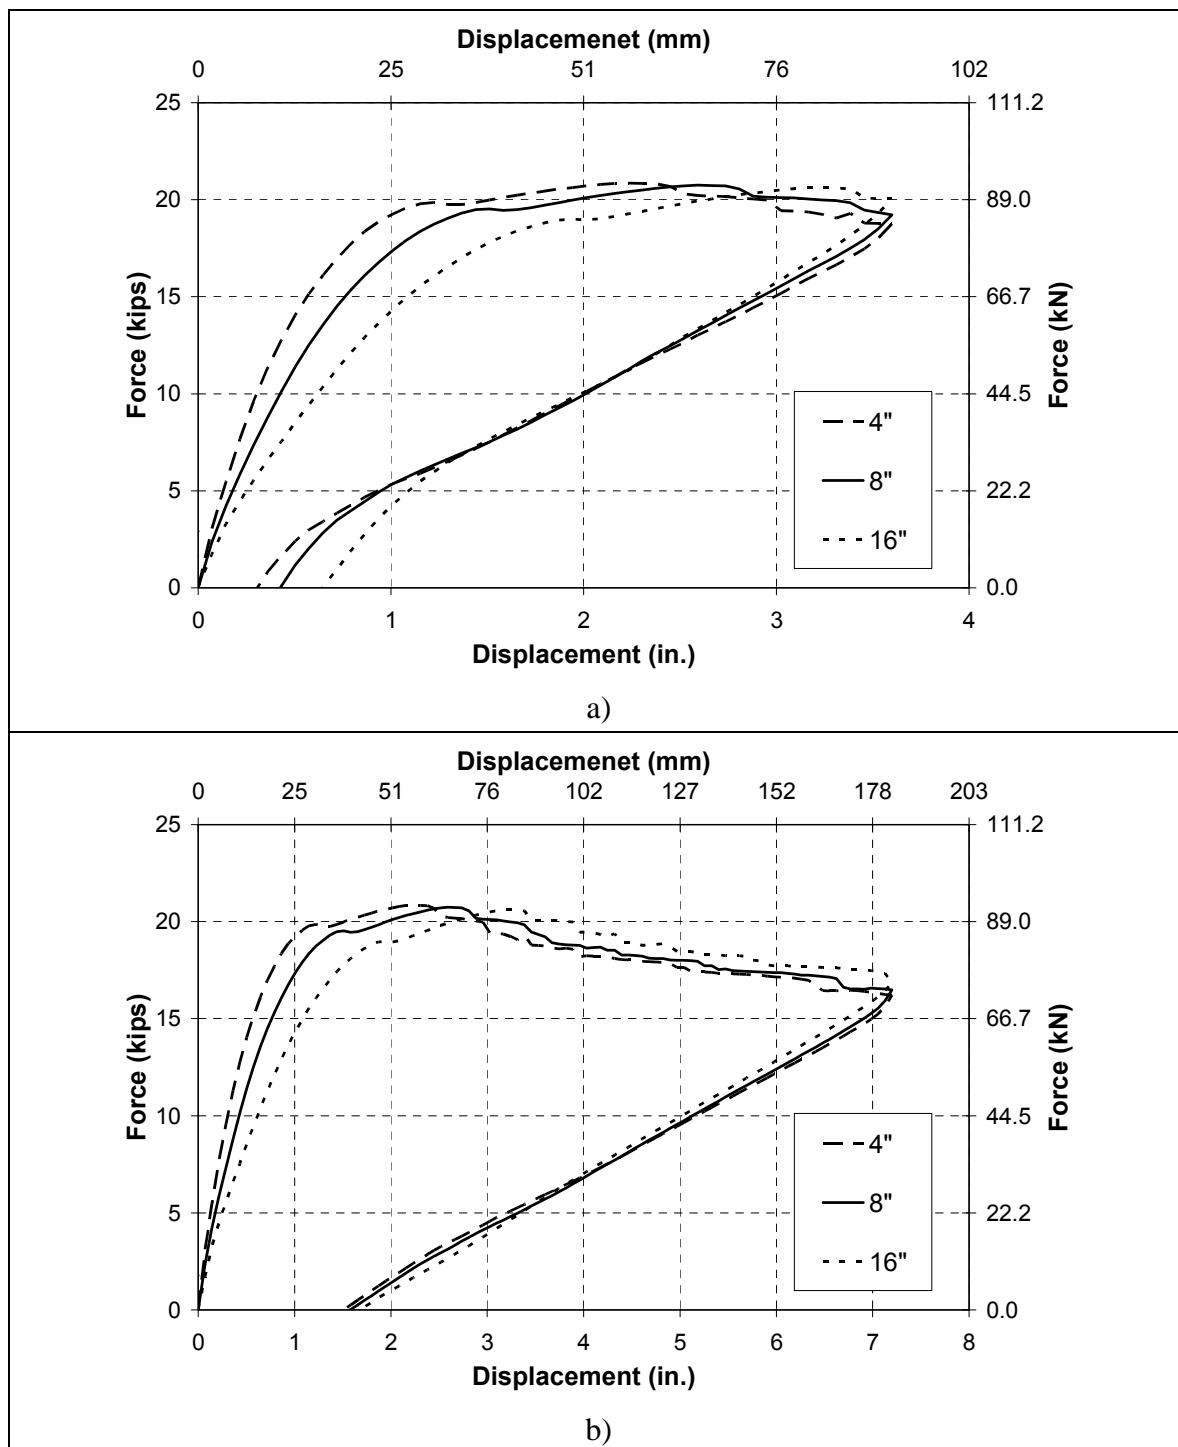 Displacemenet (mm)
0 25 51 76 102
25 111.2
20 89.0
15 66.7
10 44.5
5 22.2
0 0.0
Force (kips)
Force (kN)
4"
8"
16"
0 1 2 3 4
Displacement (in.)
a)
Displacemenet (mm)
0 25 51 76 102 127 152 178 203
25 111.2
20 89.0
15 66.7
10 44.5
5 22.2
0 0.0
Force (kips)
Force (kN)
4"
8"
16"
0 1 2 3 4 5 6 7 8
Displacement (in.)
b)